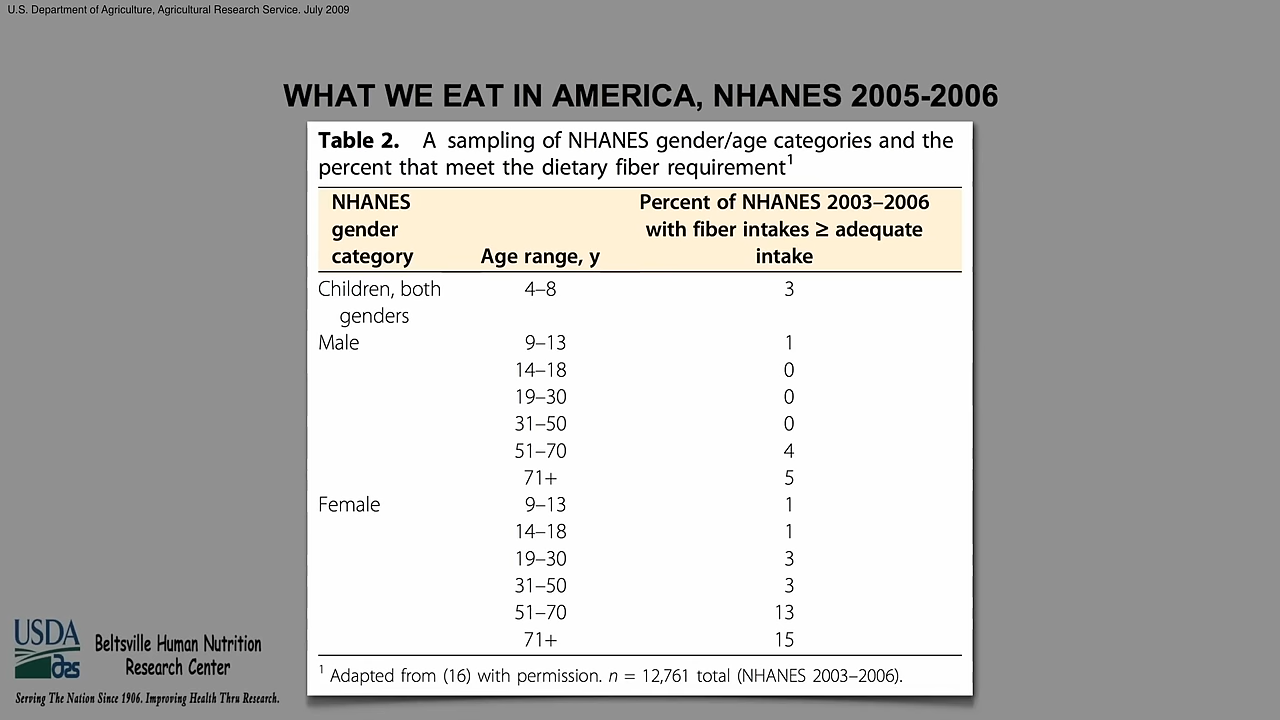 U.S. Department of Agriculture, Agricultural Research Service. July 2009
WHAT WE EAT IN AMERICA, NHANES 2005-2006
Table 2. A sampling of NHANES gender/age categories and the
percent that meet the dietary fiber requirement¹
NHANES gender category Age range, y Percent of NHANES 2003–2006 with fiber intakes ≥ adequate intake
Children, both genders 4–8 3
Male 9–13 1
14–18 0
19–30 0
31–50 0
51–70 4
71+ 5
Female 9–13 1
14–18 1
19–30 3
31–50 3
51–70 13
71+ 15
¹ Adapted from (16) with permission. n = 12,761 total (NHANES 2003–2006).
USDA
ars
Beltsville Human Nutrition
Research Center
Serving The Nation Since 1906. Improving Health Thru Research.